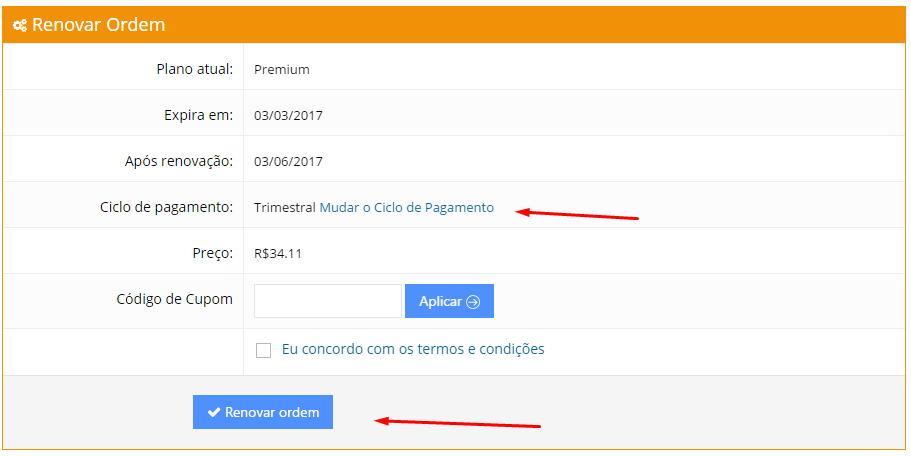 Renovar Ordem
Plano atual: Premium
Expira em: 03/03/2017
Após renovação: 03/06/2017
Ciclo de pagamento: Trimestral Mudar o Ciclo de Pagamento
Preço: R$34.11
Código de Cupom Aplicar
Eu concordo com os termos e condições
Renovar ordem